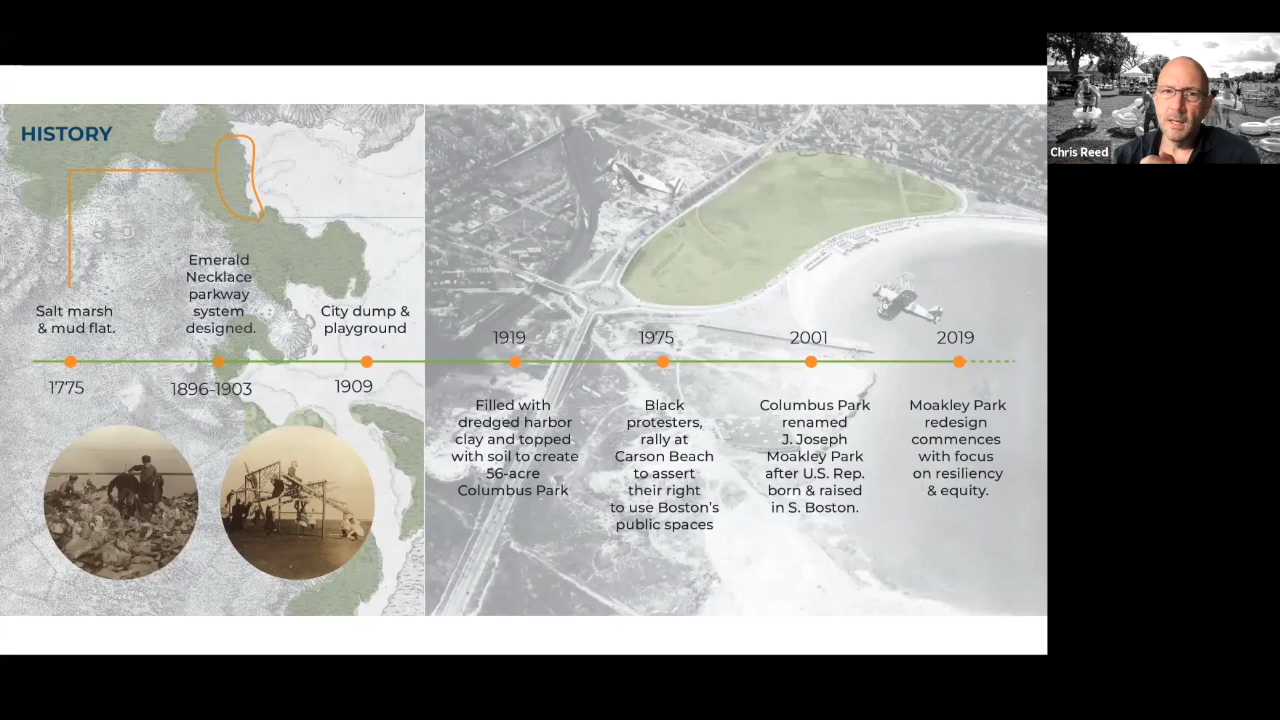 HISTORY
Chris Reed
Salt marsh
& mud flat.
1775
Emerald
Necklace
parkway
system
designed.
1896-1903
City dump &
playground
1909
1919
Filled with
dredged harbor
clay and topped
with soil to create
56-acre
Columbus Park
1975
Black
protesters,
rally at
Carson Beach
to assert
their right
to use Boston's
public spaces
2001
Columbus Park
renamed
J. Joseph
Moakley Park
after U.S. Rep.
born & raised
in S. Boston.
2019
Moakley Park
redesign
commences
with focus
on resiliency
& equity.